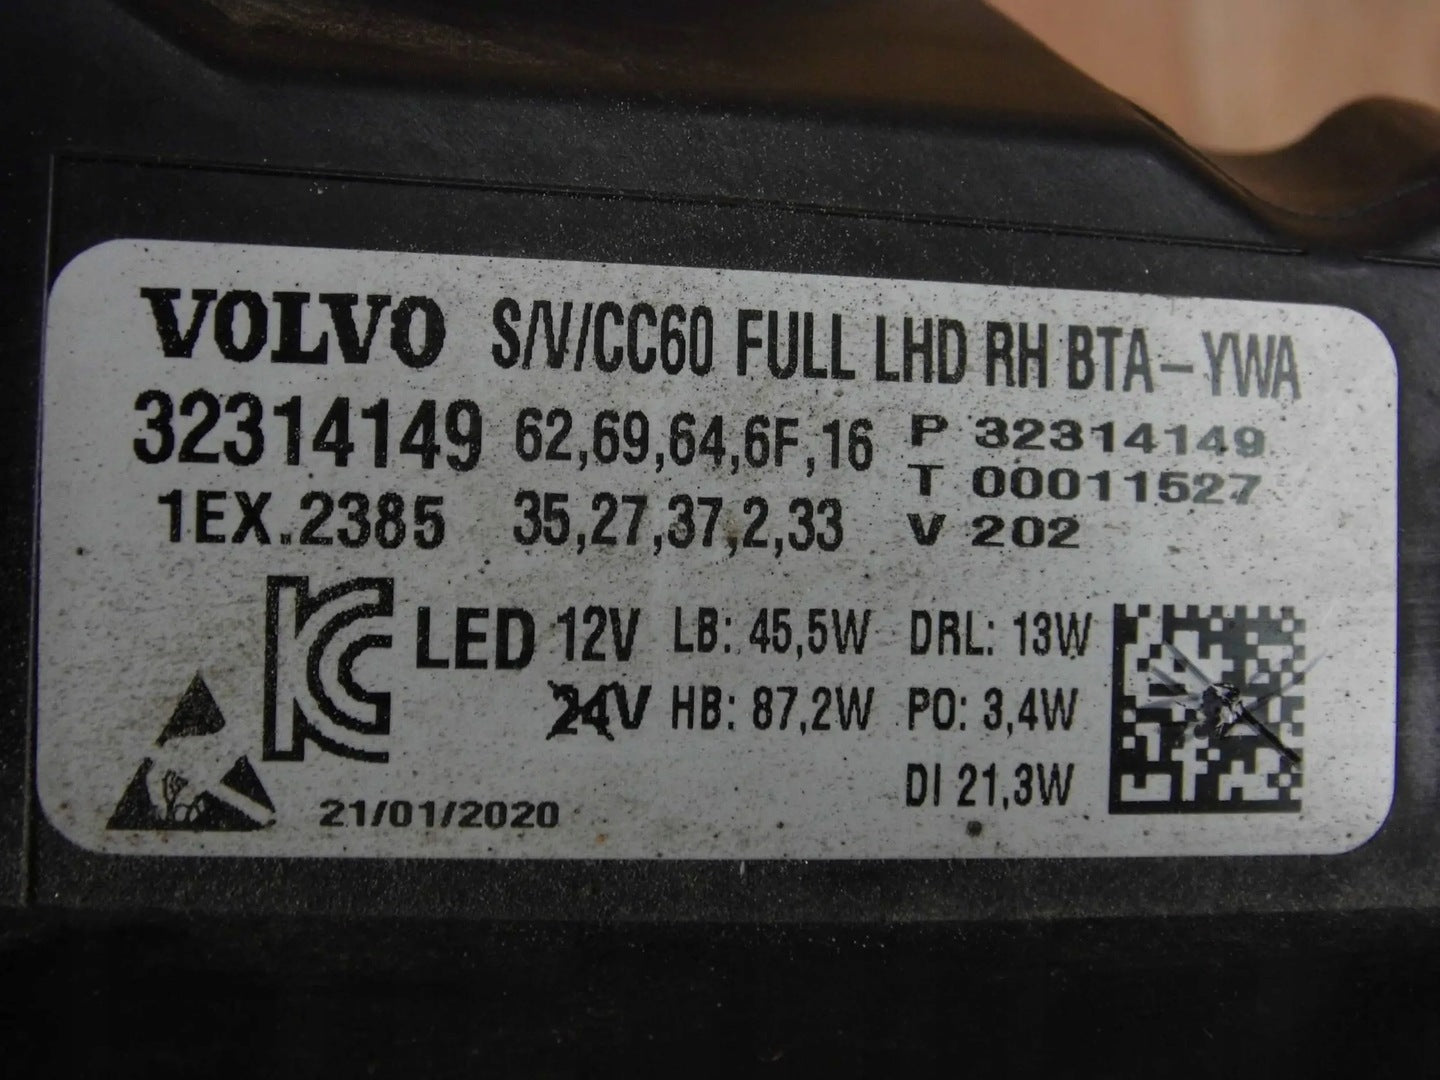 VOLVO S/V/CC60 FULL LHD RH BTA-YWA
32314149 62,69,64,6F,16 P 32314149
T 00011527
1EX.2385 35,27,37,2,33 V 202
LED 12V LB: 45,5W DRL: 13W
24V HB: 87,2W PO: 3,4W
DI 21,3W
21/01/2020